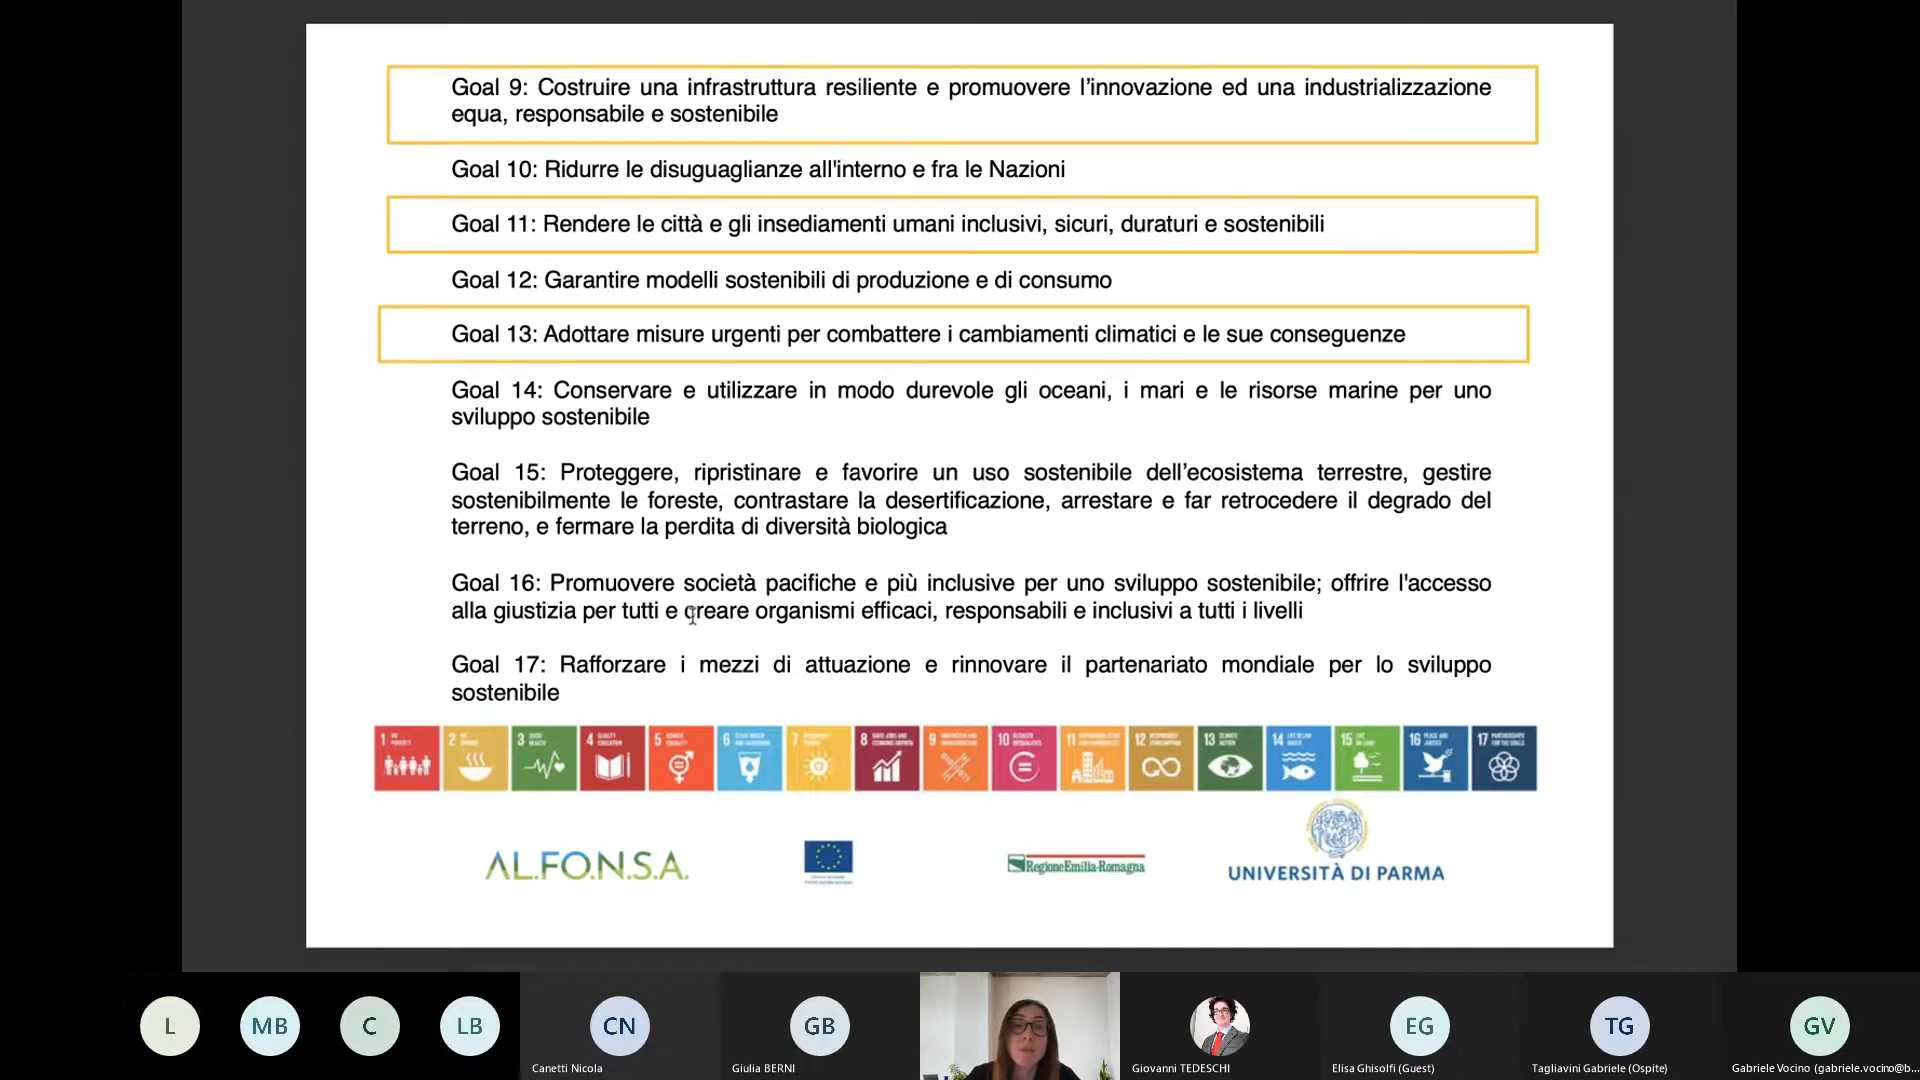 Goal 9: Costruire una infrastruttura resiliente e promuovere l’innovazione ed una industrializzazione
equa, responsabile e sostenibile
Goal 10: Ridurre le disuguaglianze all'interno e fra le Nazioni
Goal 11: Rendere le città e gli insediamenti umani inclusivi, sicuri, duraturi e sostenibili
Goal 12: Garantire modelli sostenibili di produzione e di consumo
Goal 13: Adottare misure urgenti per combattere i cambiamenti climatici e le sue conseguenze
Goal 14: Conservare e utilizzare in modo durevole gli oceani, i mari e le risorse marine per uno
sviluppo sostenibile
Goal 15: Proteggere, ripristinare e favorire un uso sostenibile dell’ecosistema terrestre, gestire
sostenibilmente le foreste, contrastare la desertificazione, arrestare e far retrocedere il degrado del
terreno, e fermare la perdita di diversità biologica
Goal 16: Promuovere società pacifiche e più inclusive per uno sviluppo sostenibile; offrire l'accesso
alla giustizia per tutti e creare organismi efficaci, responsabili e inclusivi a tutti i livelli
Goal 17: Rafforzare i mezzi di attuazione e rinnovare il partenariato mondiale per lo sviluppo
sostenibile
1 2 3 4 5 6 7 8 9 10 11 12 13 14 15 16 17
AL.FO.N.S.A. RegioneEmilia-Romagna UNIVERSITÀ DI PARMA
L MB C LB CN GB EG TG GV
Canetti Nicola Giulia BERNI Giovanni TEDESCHI Elisa Ghisolfi (Guest) Tagliavini Gabriele (Ospite) Gabriele Vocino (gabriele.vocino@b...